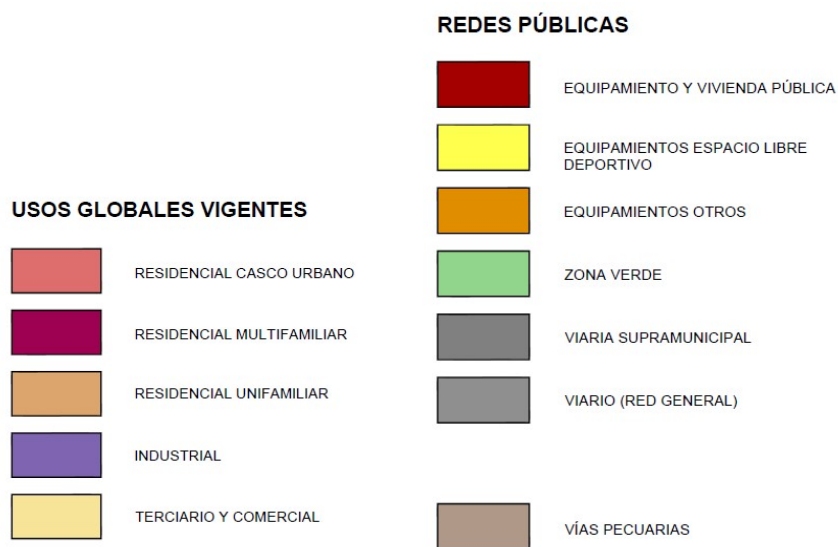 USOS GLOBALES VIGENTES
RESIDENCIAL CASCO URBANO
RESIDENCIAL MULTIFAMILIAR
RESIDENCIAL UNIFAMILIAR
INDUSTRIAL
TERCIARIO Y COMERCIAL
REDES PÚBLICAS
EQUIPAMIENTO Y VIVIENDA PÚBLICA
EQUIPAMIENTOS ESPACIO LIBRE
DEPORTIVO
EQUIPAMIENTOS OTROS
ZONA VERDE
VIARIA SUPRAMUNICIPAL
VIARIO (RED GENERAL)
VÍAS PECUARIAS